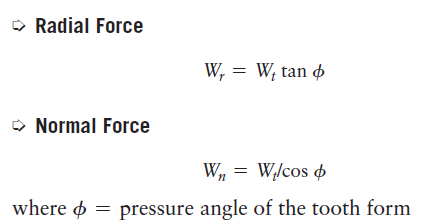 ➩ Radial Force
Wr = Wt tan ϕ
➩ Normal Force
Wn = Wt/cos ϕ
where ϕ = pressure angle of the tooth form